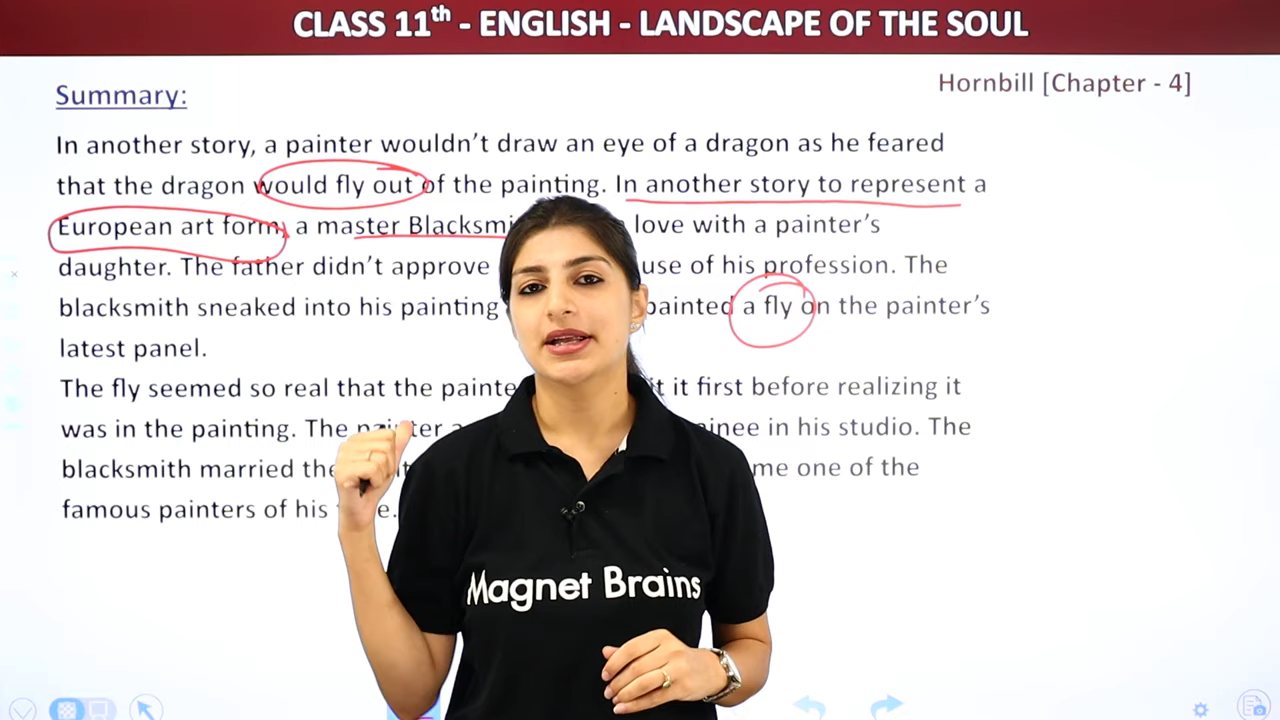 CLASS 11th - ENGLISH - LANDSCAPE OF THE SOUL
Hornbill [Chapter - 4]
Summary:
In another story, a painter wouldn't draw an eye of a dragon as he feared
that the dragon would fly out of the painting. In another story to represent a
European art form, a master love with a painter's
daughter. The father didn't approve of his profession. The
blacksmith sneaked into his painting painted a fly on the painter's
latest panel.
The fly seemed so real that the it first before realizing it
was in the painting. The in his studio. The
blacksmith married the one of the
famous painters of his
Magnet Brains